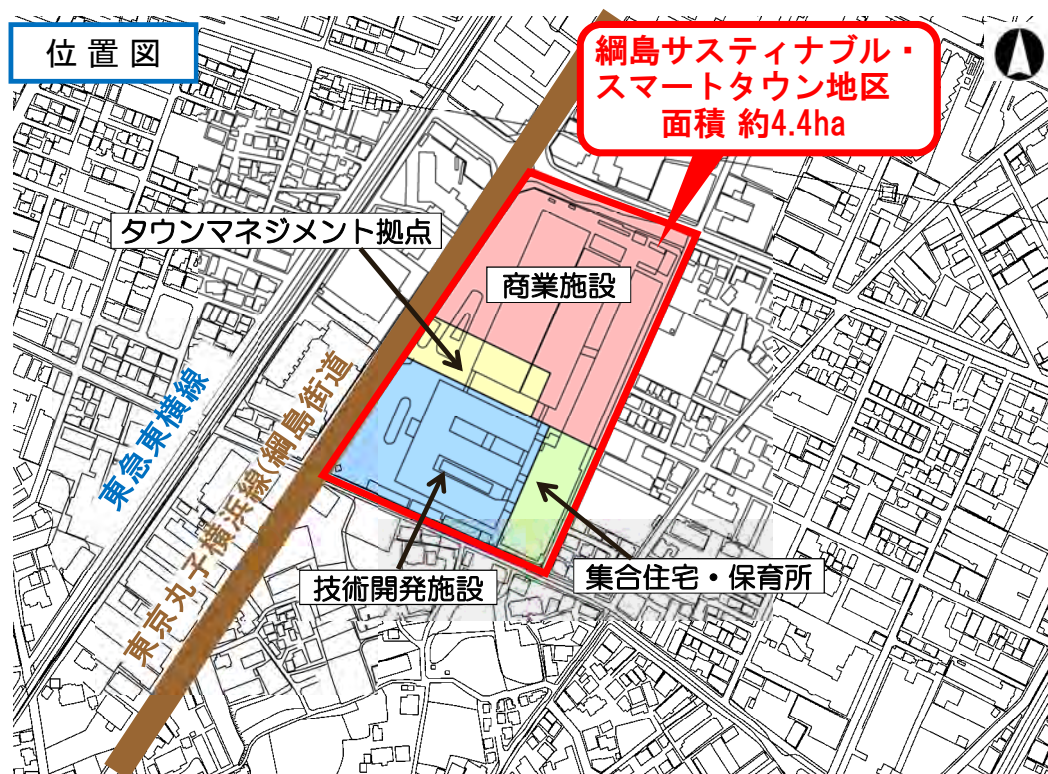 位置図
綱島サスティナブル・
スマートタウン地区
面積 約4.4ha
タウンマネジメント拠点
商業施設
東急東横線
東京丸子横浜線(綱島街道)
技術開発施設
集合住宅・保育所